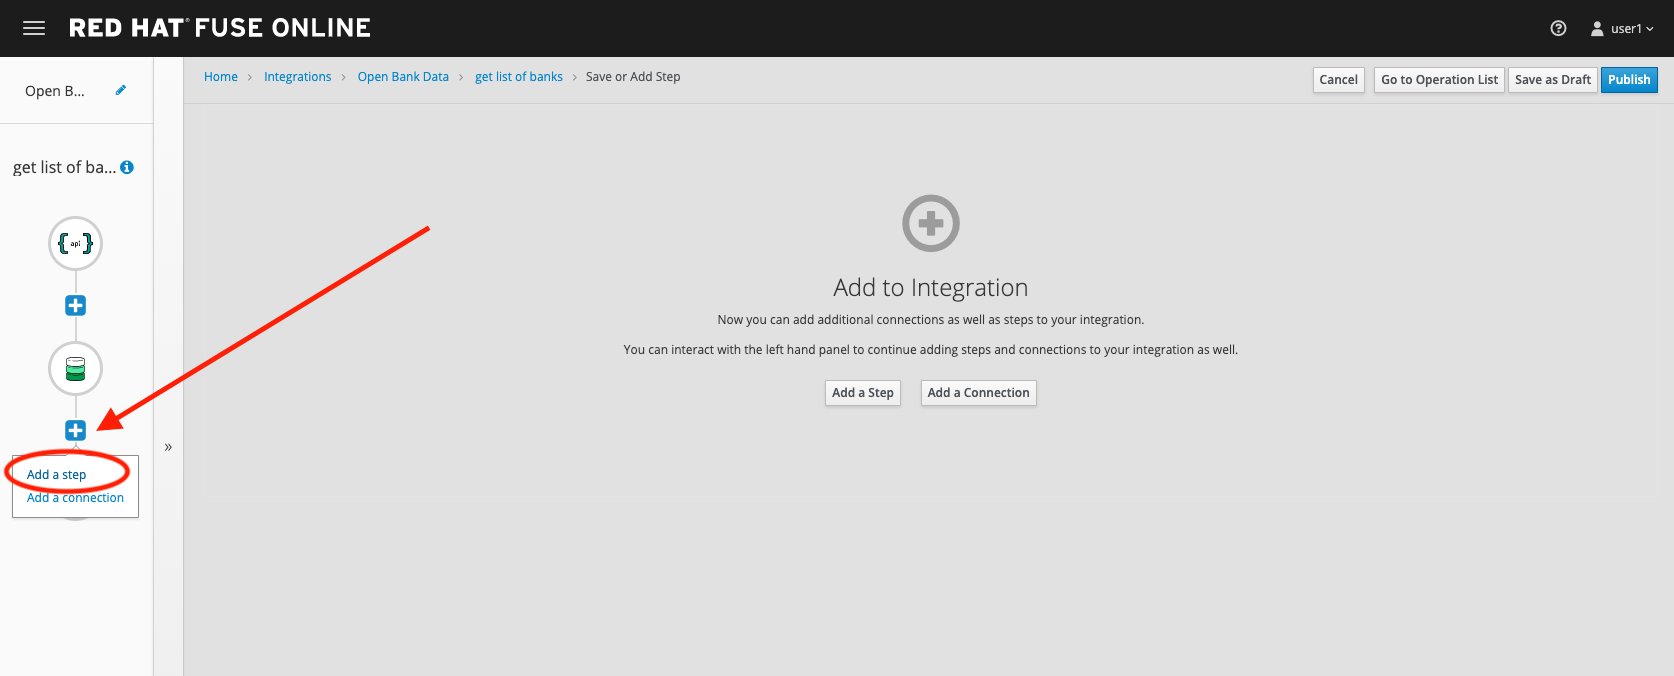 RED HAT® FUSE ONLINE
user1
Open B...
Home > Integrations > Open Bank Data > get list of banks > Save or Add Step
Cancel
Go to Operation List
Save as Draft
Publish
get list of ba...
{api}
Add to Integration
Now you can add additional connections as well as steps to your integration.
You can interact with the left hand panel to continue adding steps and connections to your integration as well.
Add a Step
Add a Connection
»
Add a step
Add a connection